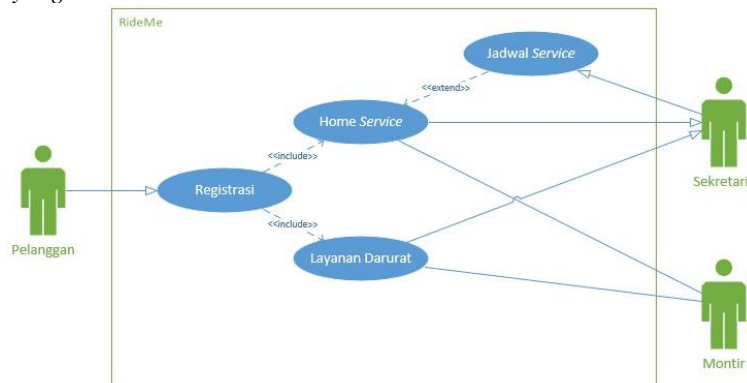 RideMe
Jadwal Service
<<extend>>
Home Service
<<include>>
Registrasi
<<include>>
Layanan Darurat
Pelanggan
Sekretari
Montir